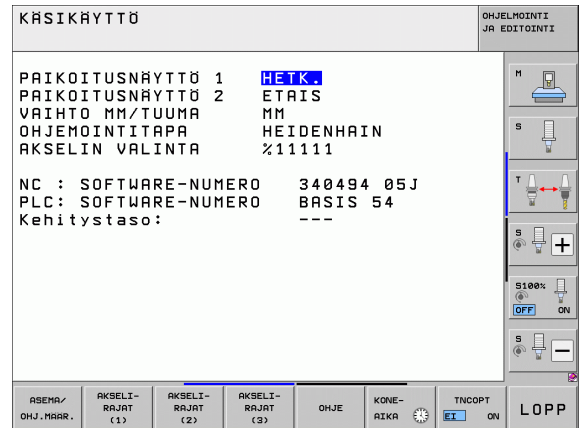 KÄSIKÄYTTÖ
OHJELMOINTI
JA EDITOINTI
PAIKOITUSNÄYTTÖ 1 HETK.
PAIKOITUSNÄYTTÖ 2 ETAIS
VAIHTO MM/TUUMA MM
OHJEMOINTITAPA HEIDENHAIN
AKSELIN VALINTA %11111
NC : SOFTWARE-NUMERO 340494 05J
PLC: SOFTWARE-NUMERO BASIS 54
Kehitystaso: ---
M
S
T
S
+
S100%
OFF ON
S
−
ASEMA/
OHJ.MÄÄR.
AKSELI-
RAJAT
(1)
AKSELI-
RAJAT
(2)
AKSELI-
RAJAT
(3)
OHJE
KONE-
AIKA
TNCOPT
EI ON
LOPP